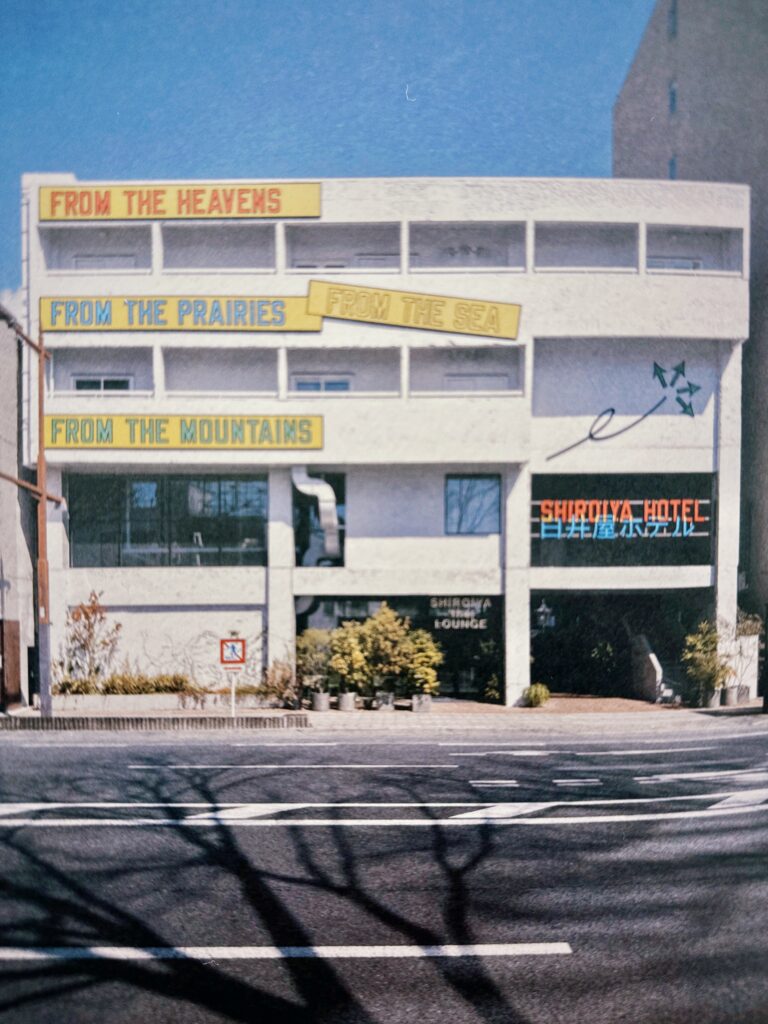 FROM THE HEAVENS
FROM THE PRAIRIES
FROM THE SEA
FROM THE MOUNTAINS
SHIROIYA HOTEL
白井屋ホテル
SHIROIYA
the
LOUNGE